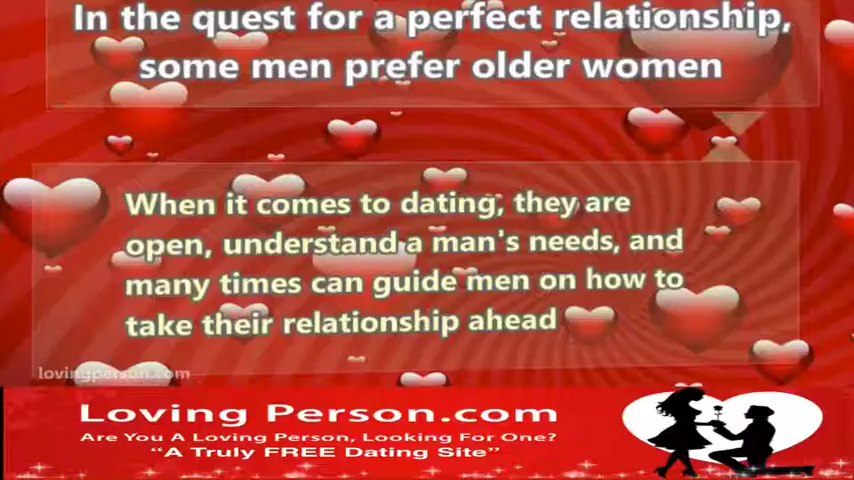 In the quest for a perfect relationship,
some men prefer older women
When it comes to dating, they are
open, understand a man's needs, and
many times can guide men on how to
take their relationship ahead
lovingperson.com
Loving Person.com
Are You A Loving Person, Looking For One?
“A Truly FREE Dating Site”